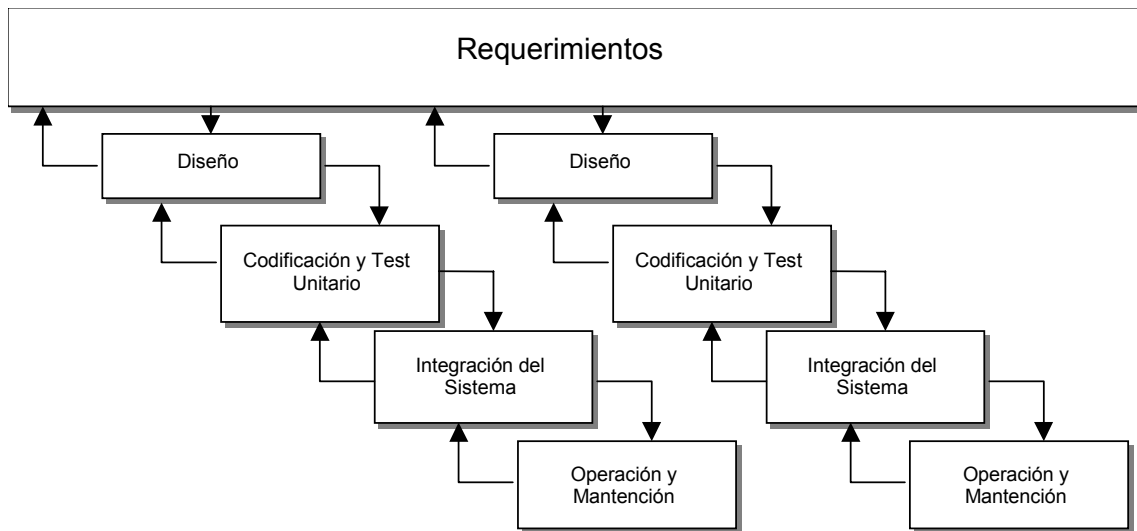 Requerimientos
Diseño
Diseño
Codificación y Test
Unitario
Codificación y Test
Unitario
Integración del
Sistema
Integración del
Sistema
Operación y
Mantención
Operación y
Mantención